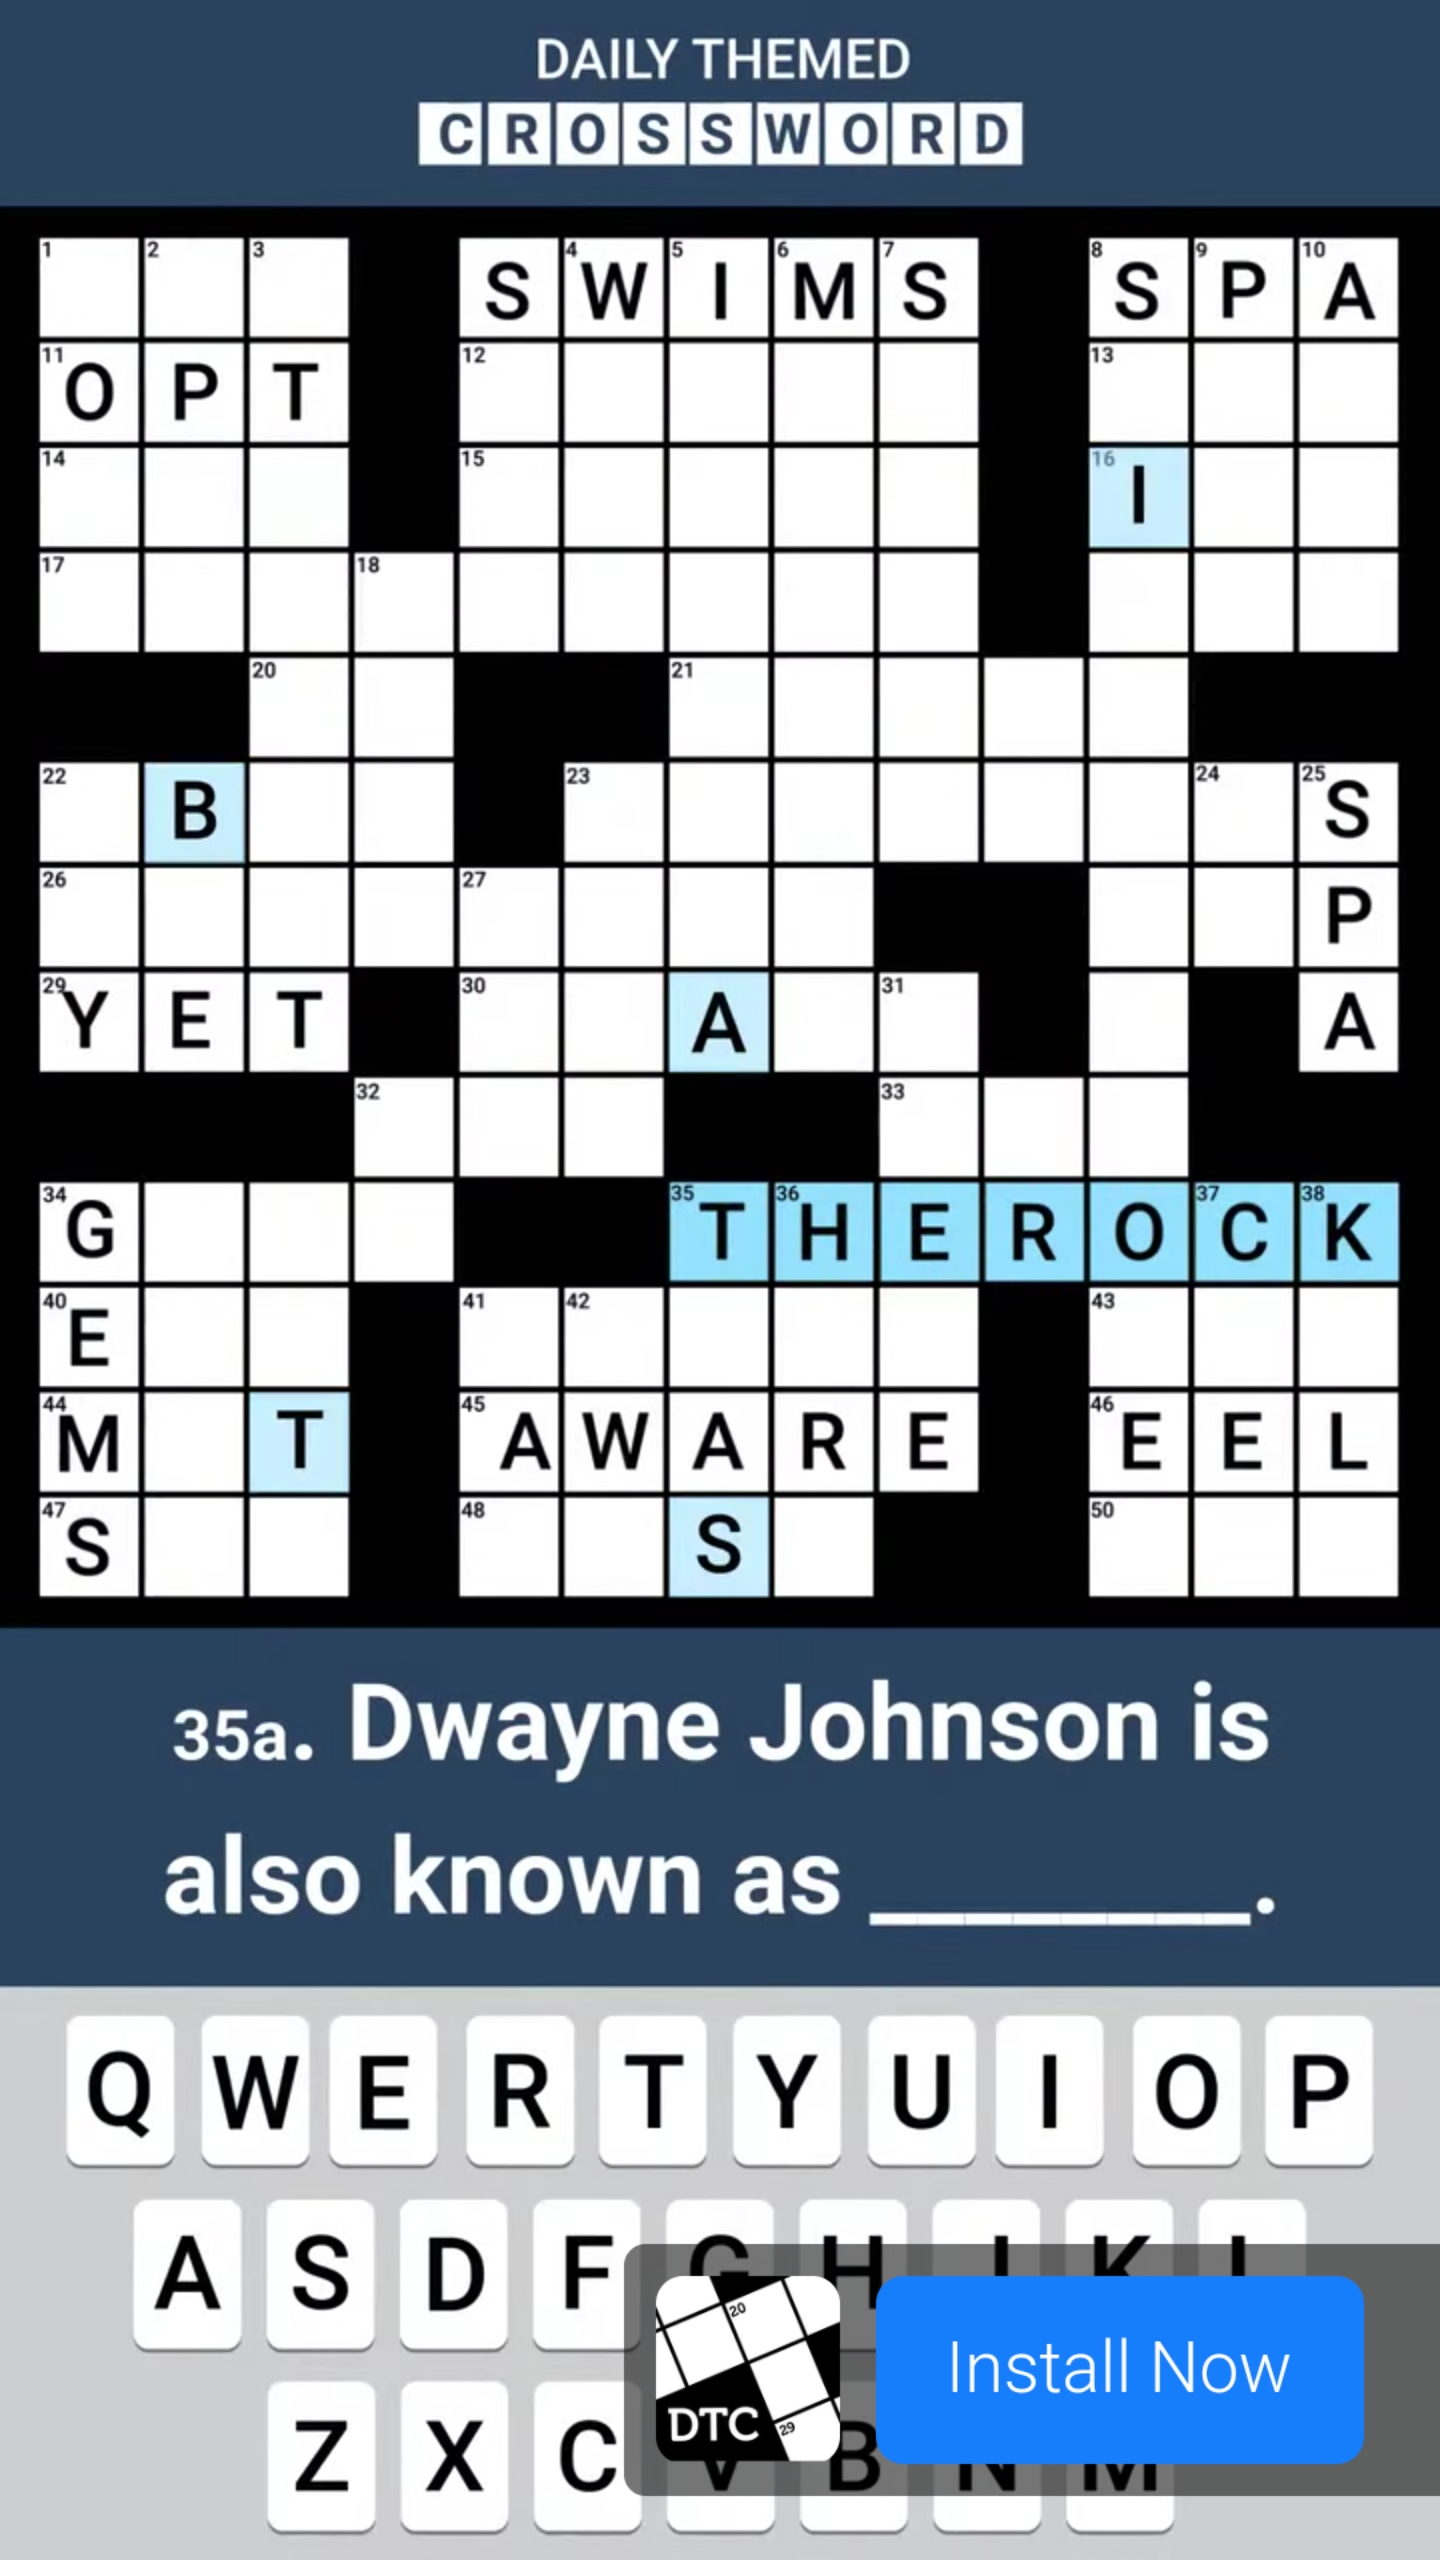 DAILY THEMED
CROSSWORD
1 2 3 S 4 W 5 I 6 M 7 S 8 S 9 P 10 A
11 O P T 12 13
14 15 16 I
17 18
20 21
22 B 23 24 25 S
26 27 P
29 Y E T 30 A 31 A
32 33
34 G 35 T 36 H E R O 37 C 38 K
40 E 41 42 43
44 M T 45 A W A R E 46 E E L
47 S 48 S 50
35a. Dwayne Johnson is
also known as ________.
Q W E R T Y U I O P
A S D F G H J K L
20
Install Now
DTC
29
Z X C V B N M